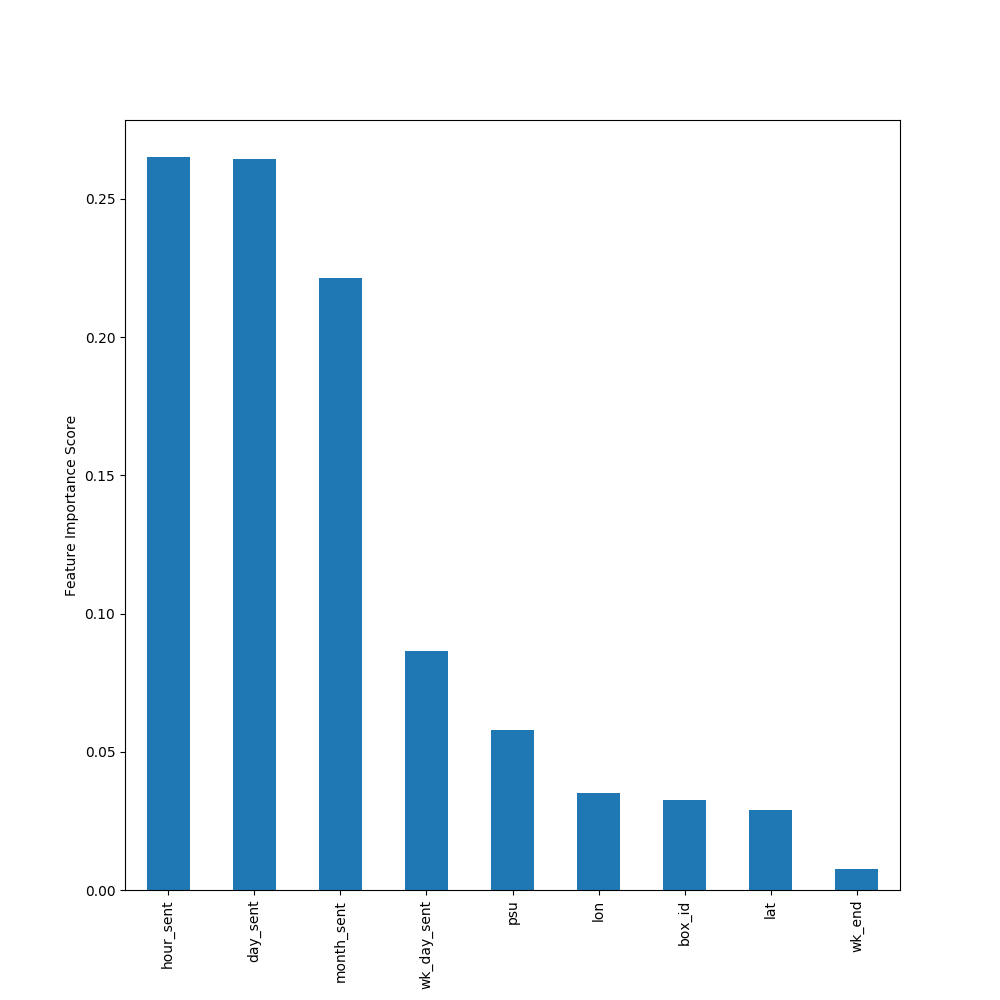 Feature Importance Score
0.25
0.20
0.15
0.10
0.05
0.00
hour_sent
day_sent
month_sent
wk_day_sent
psu
lon
box_id
lat
wk_end